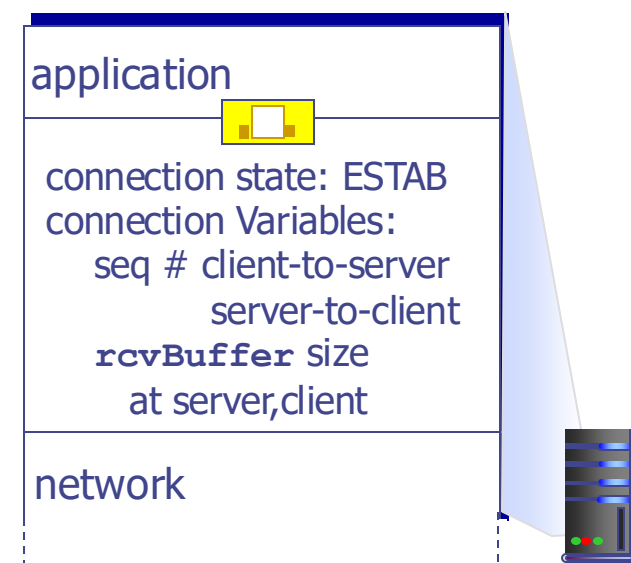 application
connection state: ESTAB
connection Variables:
seq # client-to-server
server-to-client
rcvBuffer size
at server,client
network